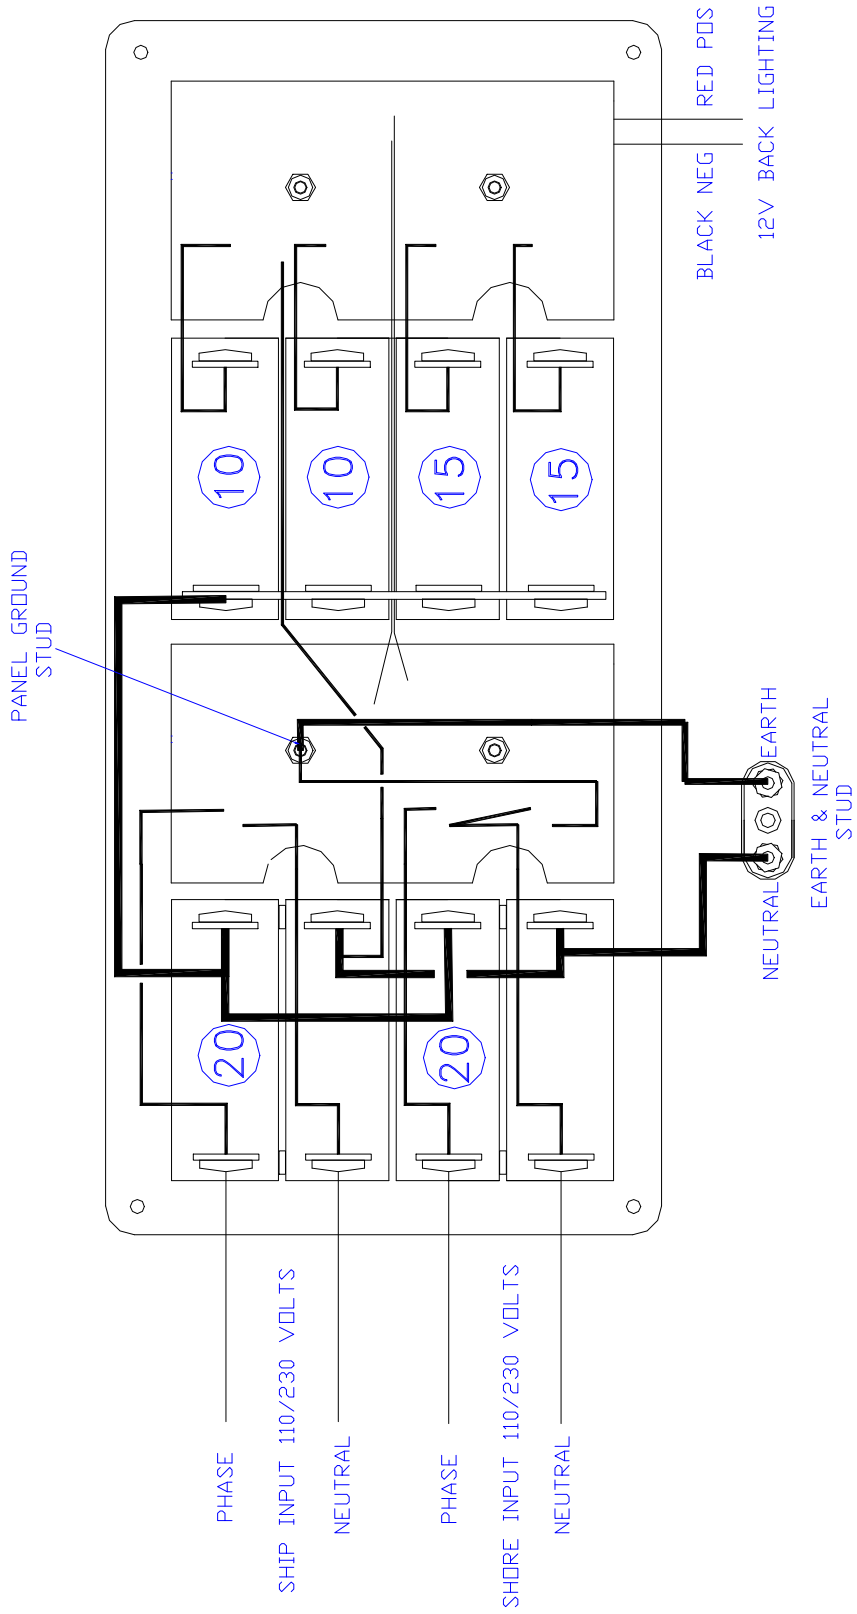 PANEL GROUND
STUD
10
10
15
15
20
20
BLACK NEG RED POS
12V BACK LIGHTING
NEUTRAL
EARTH
EARTH & NEUTRAL
STUD
PHASE
SHIP INPUT 110/230 VOLTS
NEUTRAL
PHASE
SHORE INPUT 110/230 VOLTS
NEUTRAL